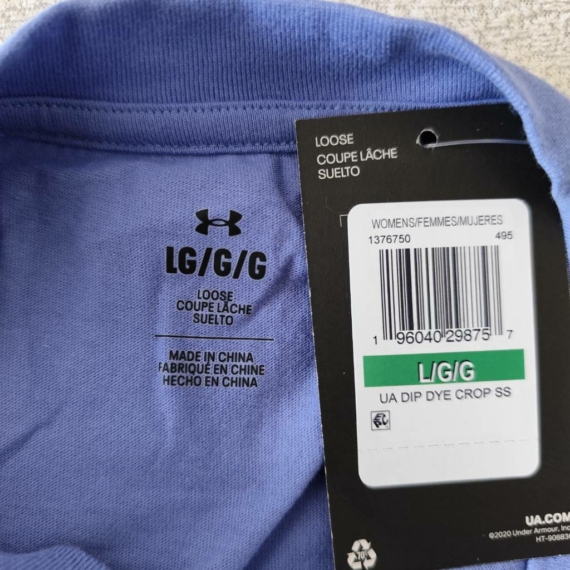 LG/G/G
LOOSE
COUPE LÂCHE
SUELTO
MADE IN CHINA
FABRIQUÉ EN CHINE
HECHO EN CHINA
LOOSE
COUPE LÂCHE
SUELTO
WOMENS/FEMMES/MUJERES
1376750 495
1 96040 29875 7
L/G/G
UA DIP DYE CROP SS
UA.COM
©2020 Under Armour, Inc